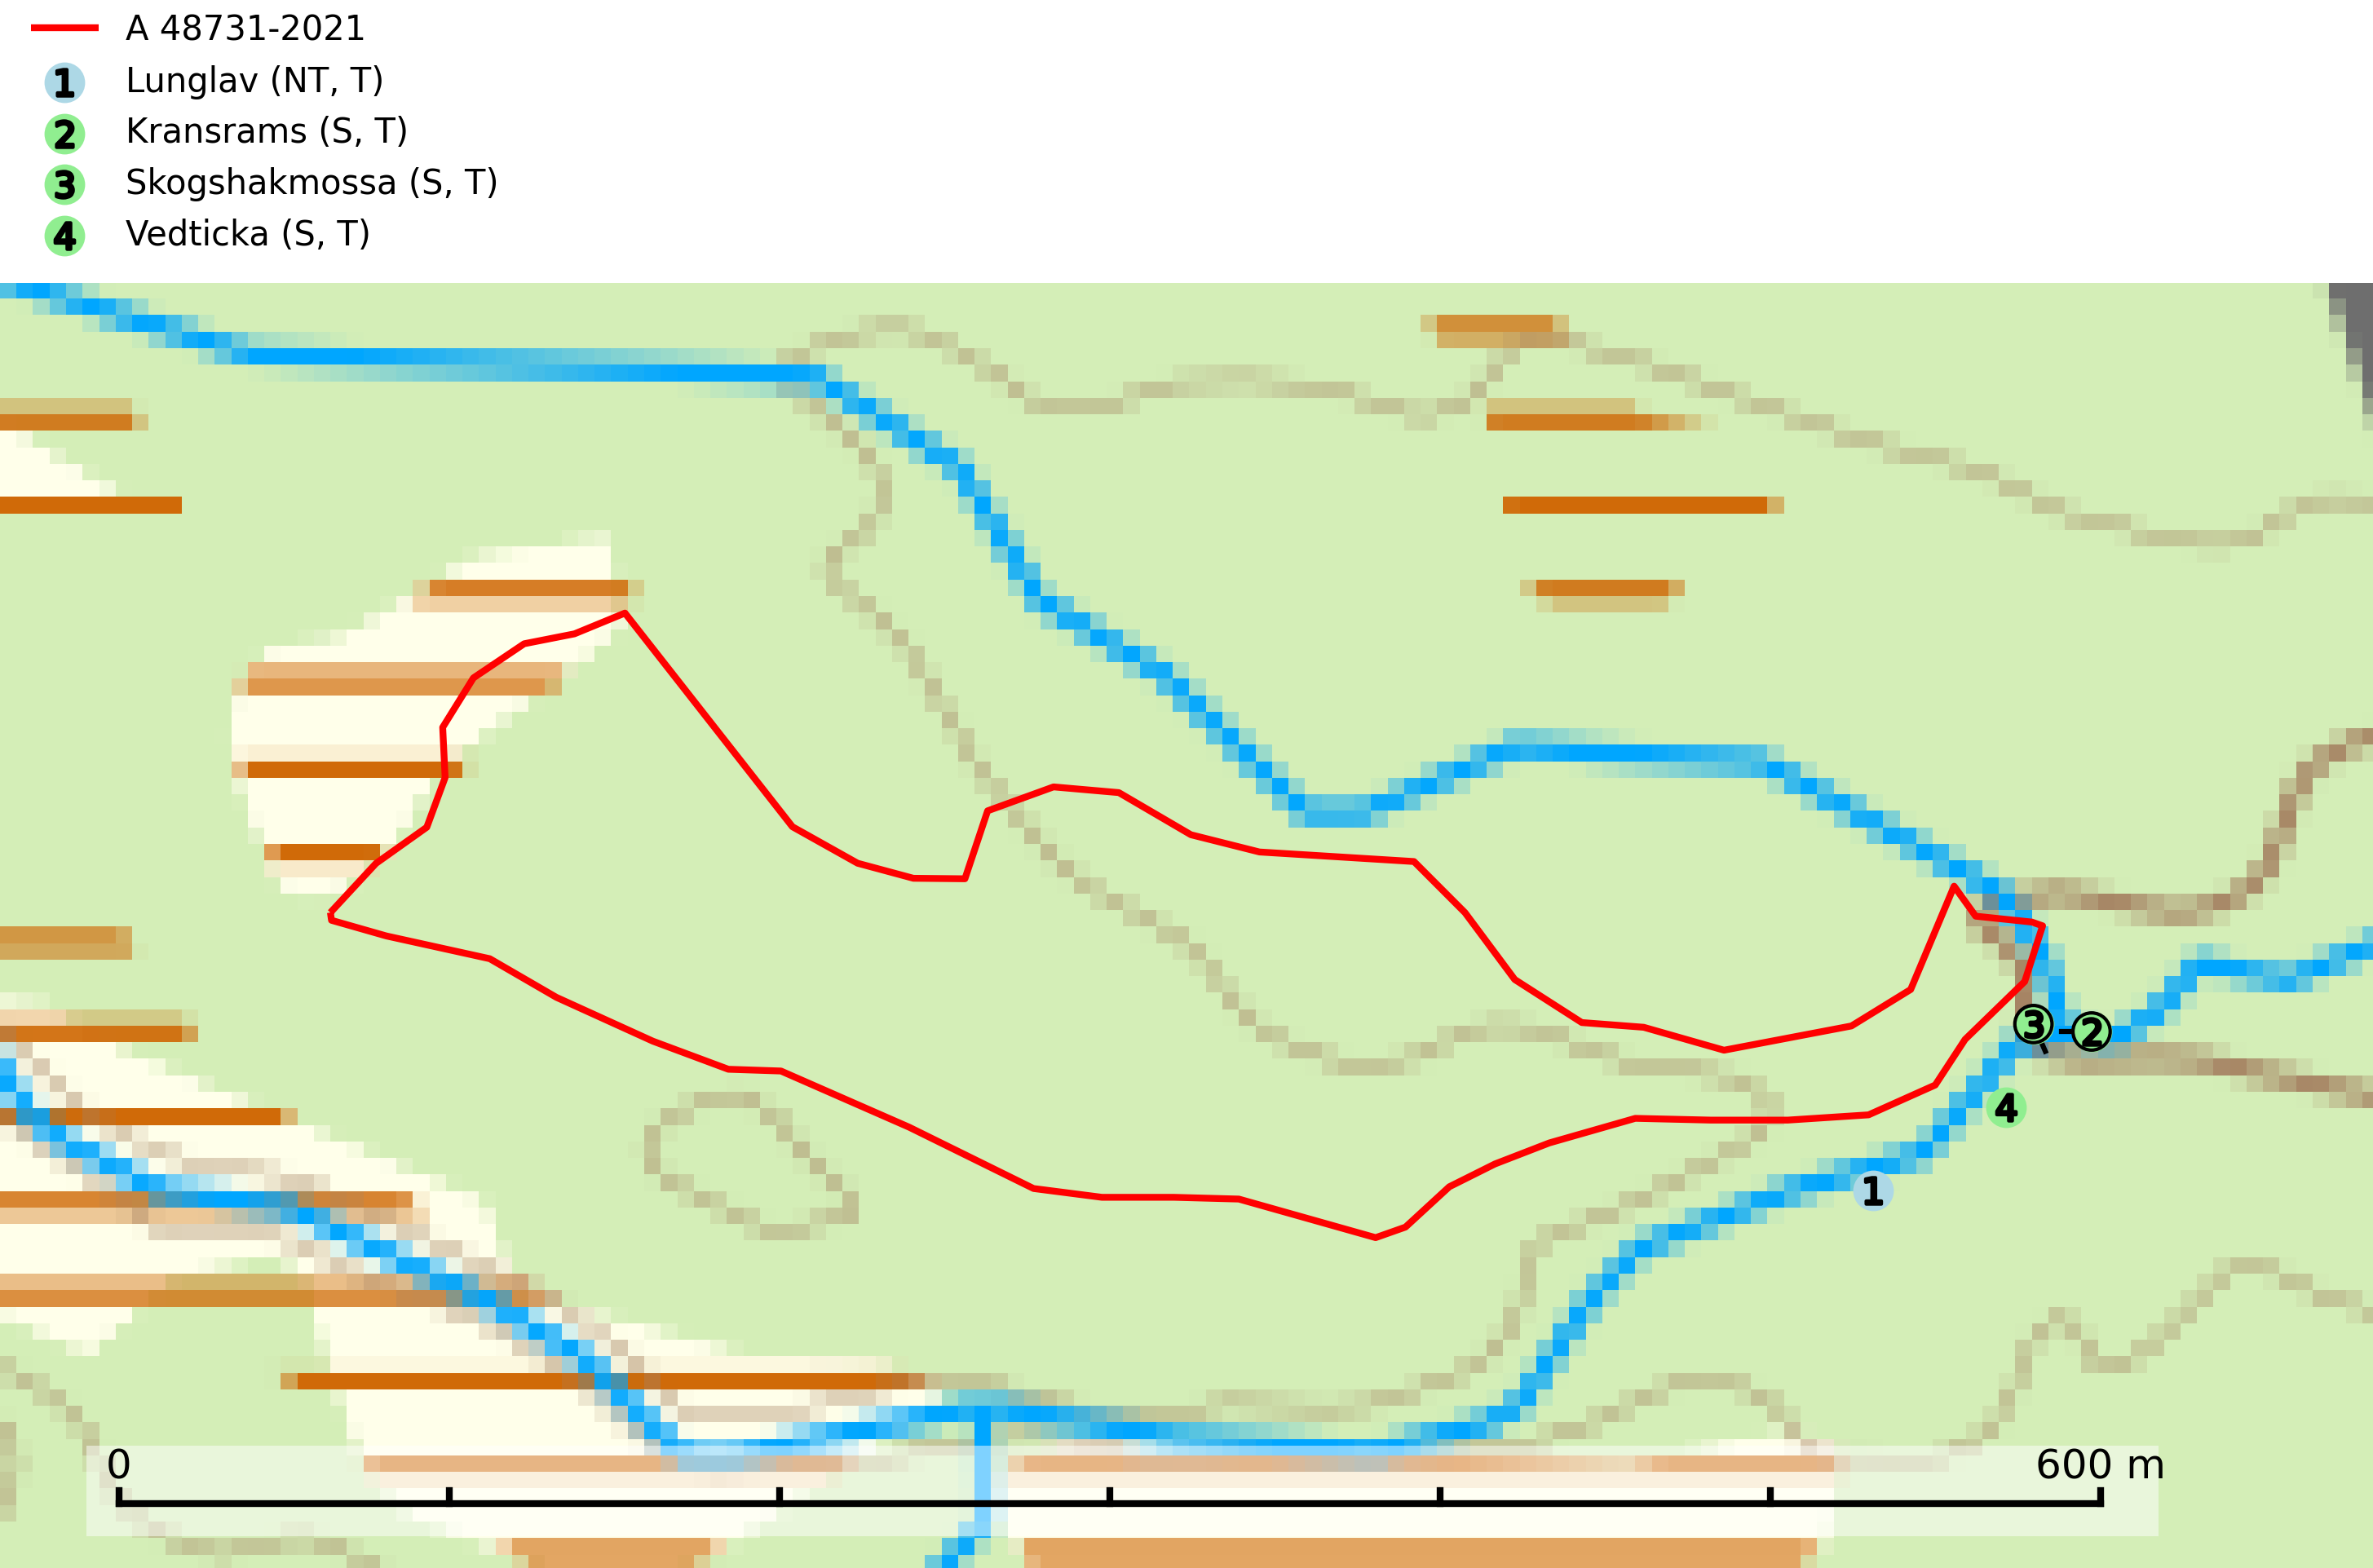 A 48731-2021
1 Lunglav (NT, T)
2 Kransrams (S, T)
3 Skogshakmossa (S, T)
4 Vedticka (S, T)
3 2
4
1
0 600 m